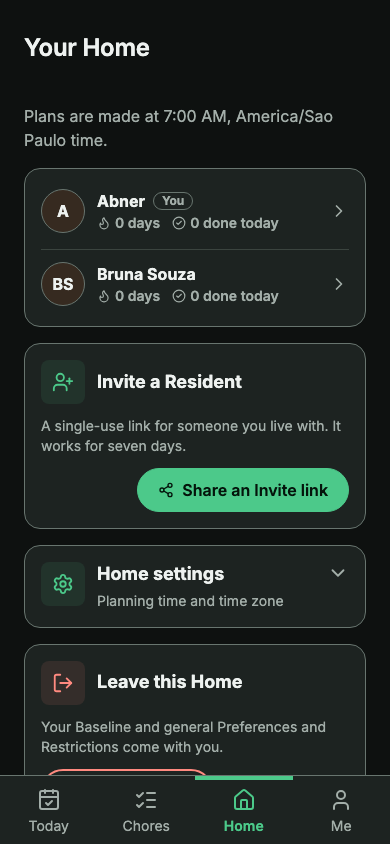 Your Home
Plans are made at 7:00 AM, America/Sao
Paulo time.
A
Abner You
0 days 0 done today
BS
Bruna Souza
0 days 0 done today
Invite a Resident
A single-use link for someone you live with. It
works for seven days.
Share an Invite link
Home settings
Planning time and time zone
Leave this Home
Your Baseline and general Preferences and
Restrictions come with you.
Today Chores Home Me